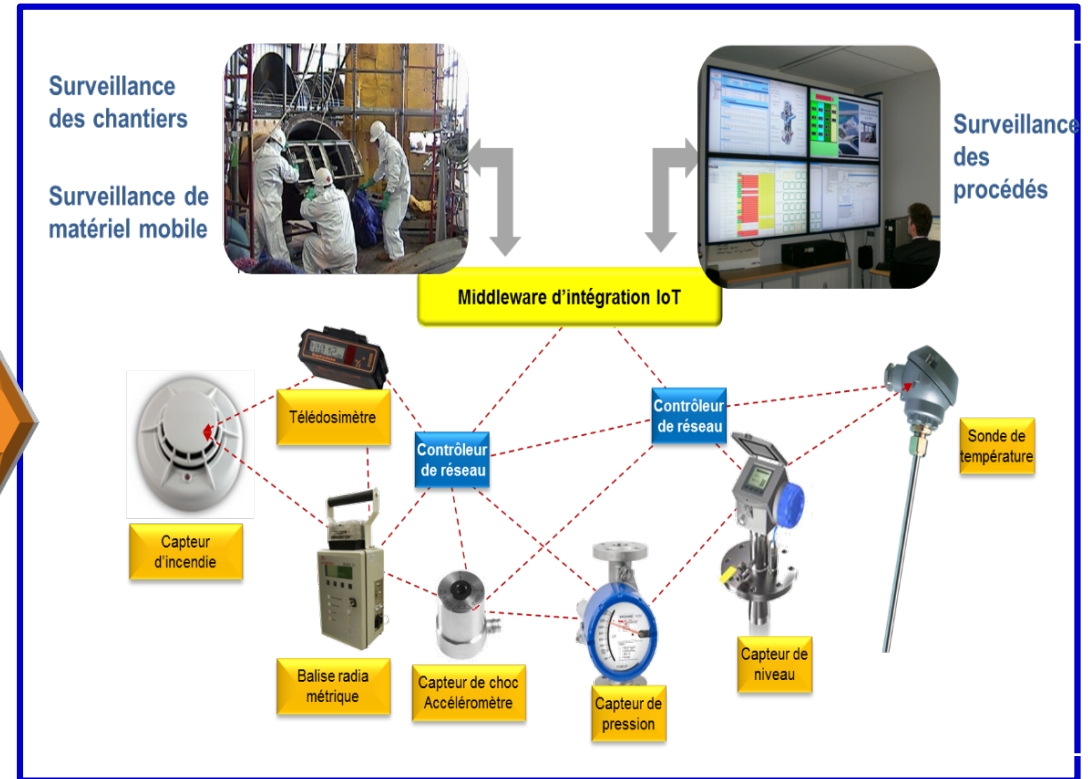 Surveillance
des chantiers
Surveillance de
matériel mobile
Surveillance
des
procédés
Middleware d'intégration IoT
Télédosimètre
Contrôleur
de réseau
Contrôleur
de réseau
Sonde de
température
Capteur
d'incendie
Balise radia
métrique
Capteur de choc
Accéléromètre
Capteur de
pression
Capteur de
niveau